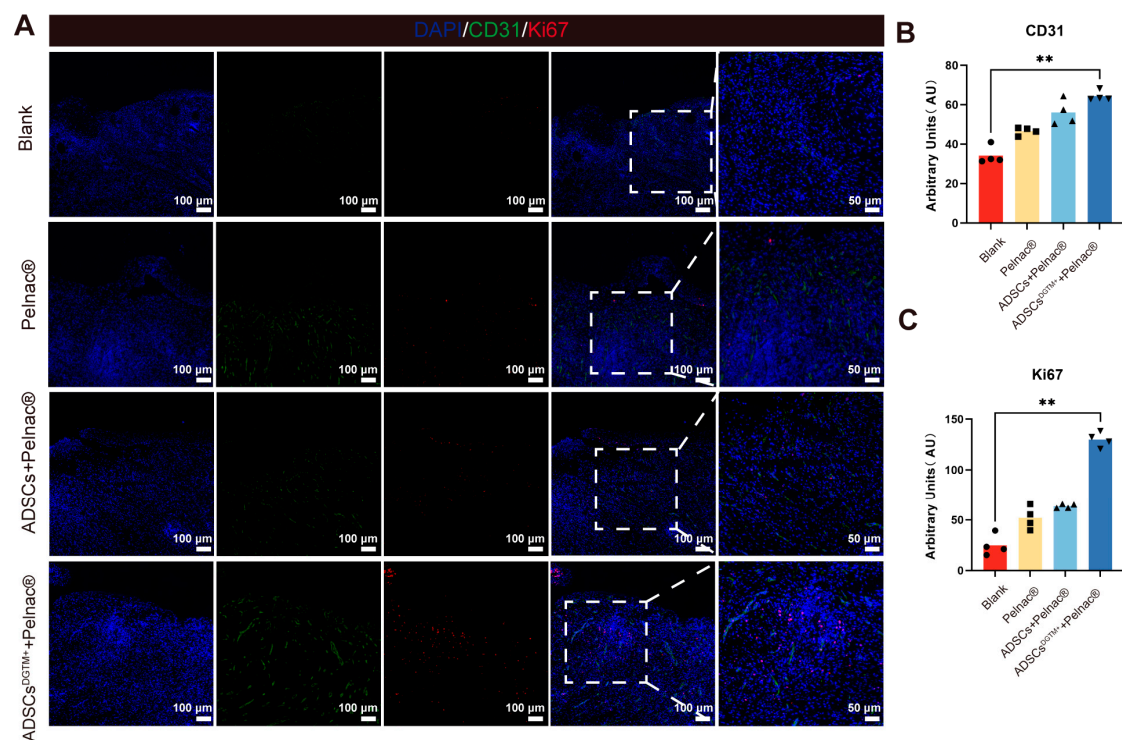 A
DAPI/CD31/Ki67
Blank
100 µm
100 µm
100 µm
100 µm
50 µm
Pelnac®
100 µm
100 µm
100 µm
100 µm
50 µm
ADSCs+Pelnac®
100 µm
100 µm
100 µm
100 µm
50 µm
ADSCsDGTM++Pelnac®
100 µm
100 µm
100 µm
100 µm
50 µm
B
CD31
**
Arbitrary Units( AU)
80
60
40
20
0
Blank
Pelnac®
ADSCs+Pelnac®
ADSCsDGTM++Pelnac®
C
Ki67
**
Arbitrary Units( AU)
150
100
50
0
Blank
Pelnac®
ADSCs+Pelnac®
ADSCsDGTM++Pelnac®